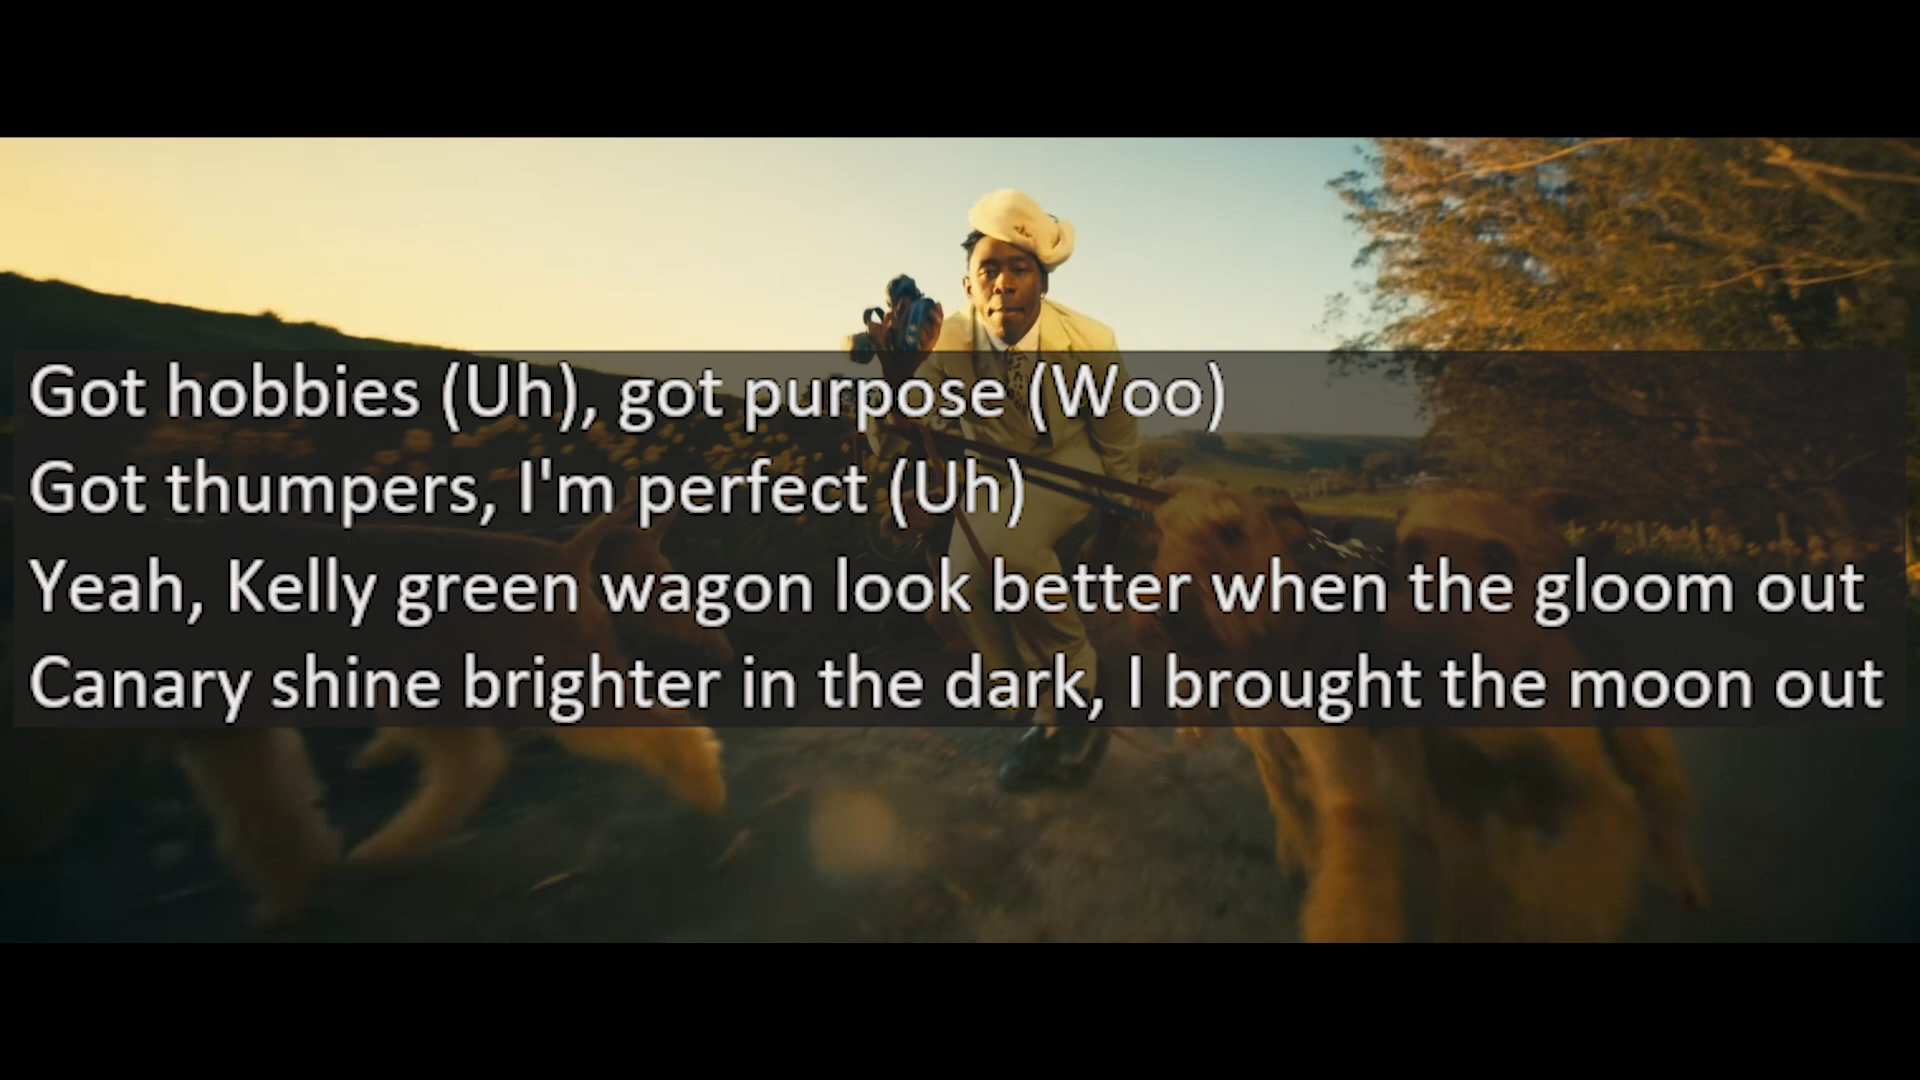 Got hobbies (Uh), got purpose (Woo)
Got thumpers, I'm perfect (Uh)
Yeah, Kelly green wagon look better when the gloom out
Canary shine brighter in the dark, I brought the moon out